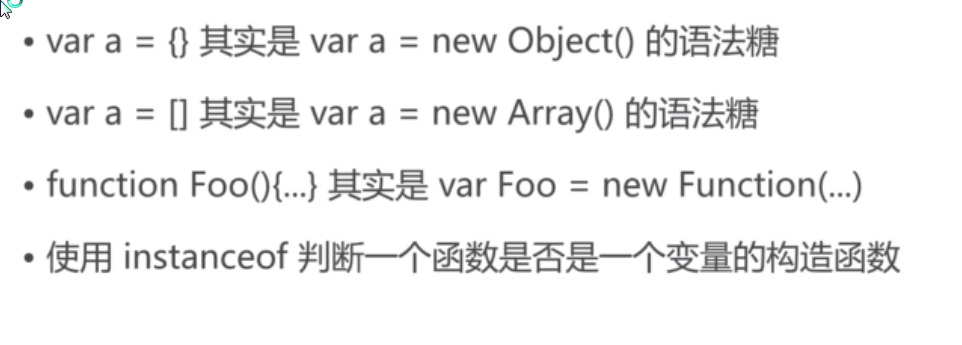 • var a = {} 其实是 var a = new Object() 的语法糖
• var a = [] 其实是 var a = new Array() 的语法糖
• function Foo(){...} 其实是 var Foo = new Function(...)
• 使用 instanceof 判断一个函数是否是一个变量的构造函数